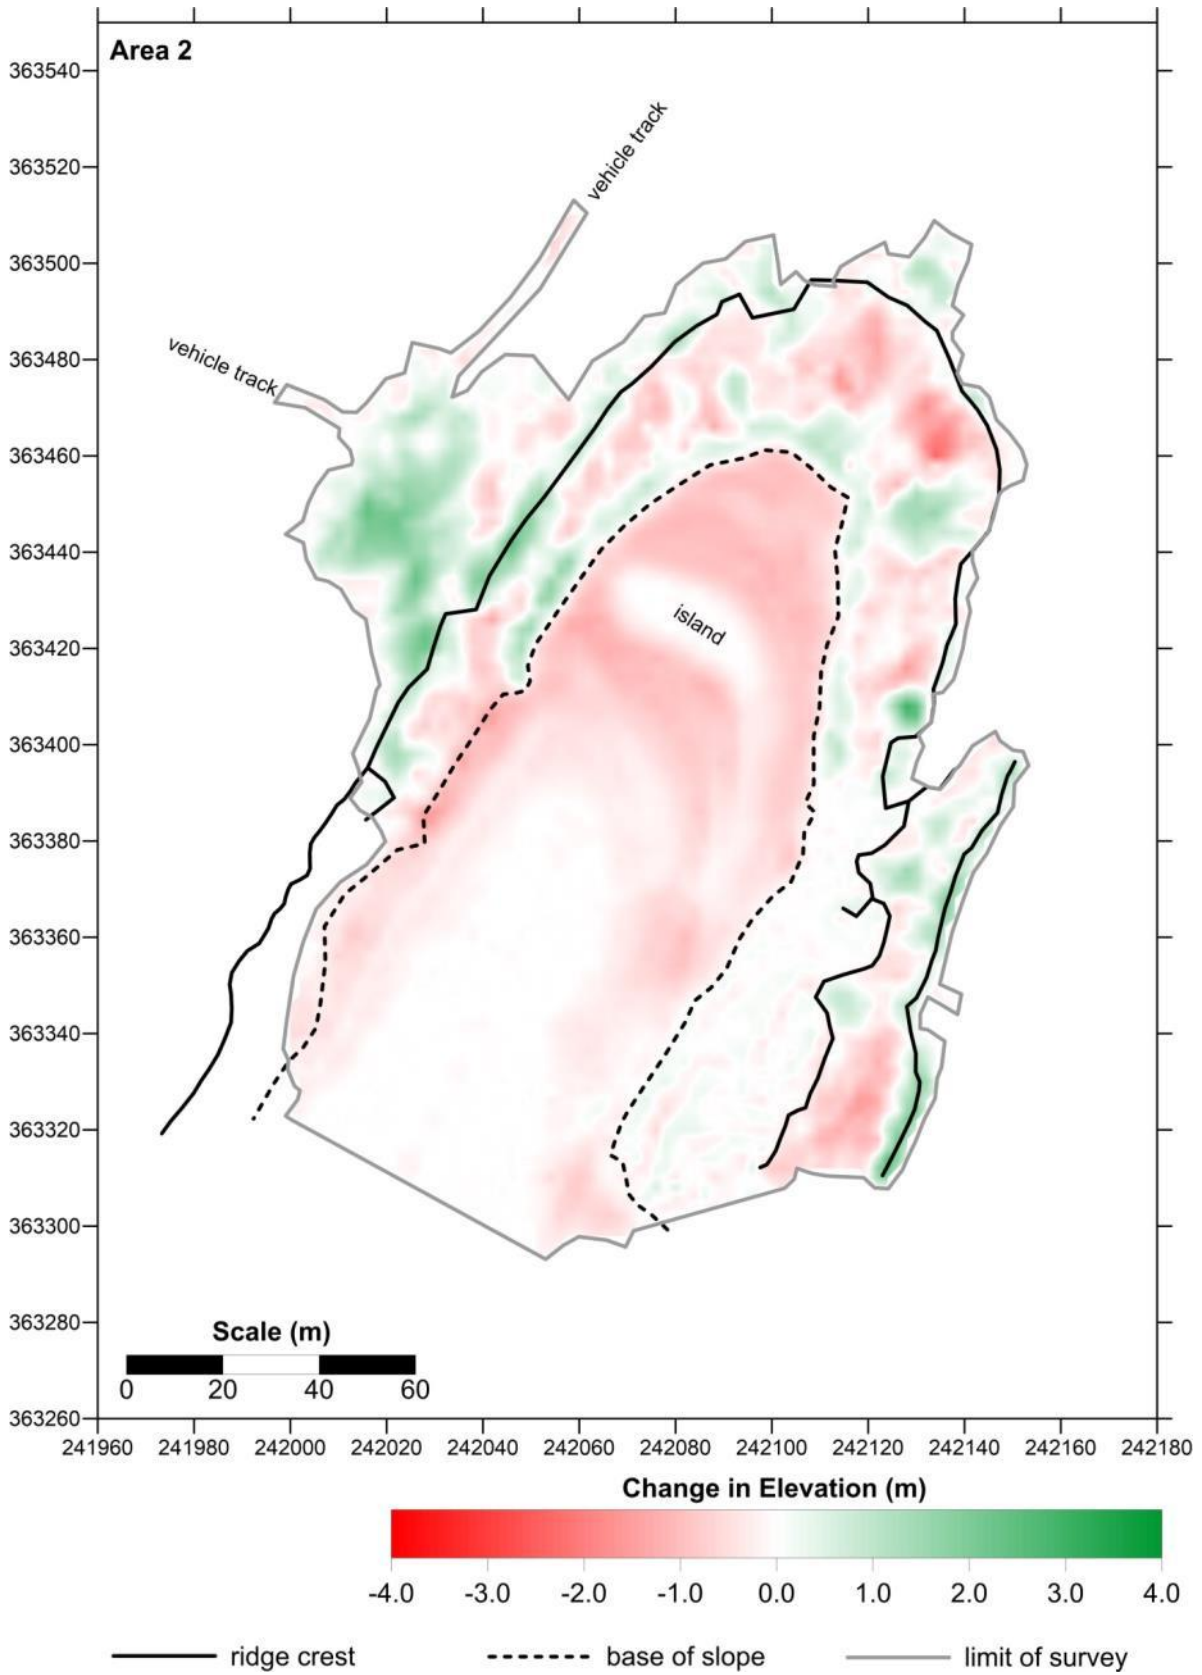 Area 2
363540
363520
363500
363480
363460
363440
363420
363400
363380
363360
363340
363320
363300
363280
363260
vehicle track
vehicle track
island
Scale (m)
0 20 40 60
241960 241980 242000 242020 242040 242060 242080 242100 242120 242140 242160 242180
Change in Elevation (m)
-4.0 -3.0 -2.0 -1.0 0.0 1.0 2.0 3.0 4.0
ridge crest base of slope limit of survey